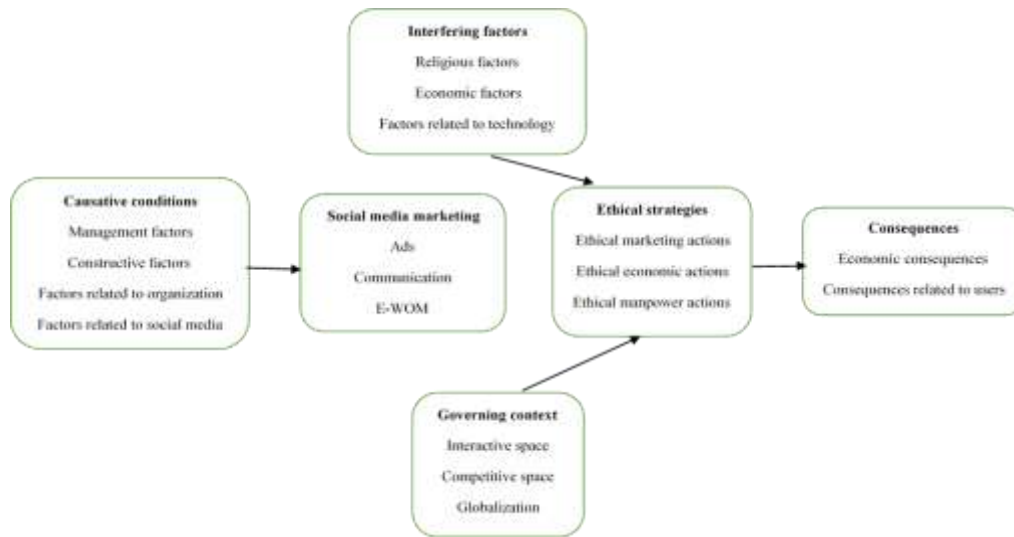 Interfering factors
Religious factors
Economic factors
Factors related to technology
Causative conditions
Management factors
Constructive factors
Factors related to organization
Factors related to social media
Social media marketing
Ads
Communication
E-WOM
Ethical strategies
Ethical marketing actions
Ethical economic actions
Ethical manpower actions
Consequences
Economic consequences
Consequences related to users
Governing context
Interactive space
Competitive space
Globalization